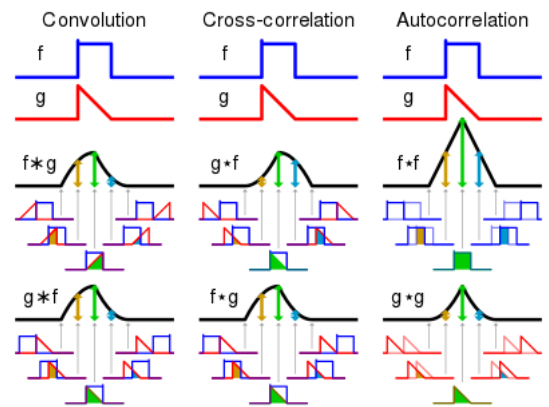 Convolution Cross-correlation Autocorrelation
f f f
g g g
f∗g g⋆f f⋆f
g∗f f⋆g g⋆g